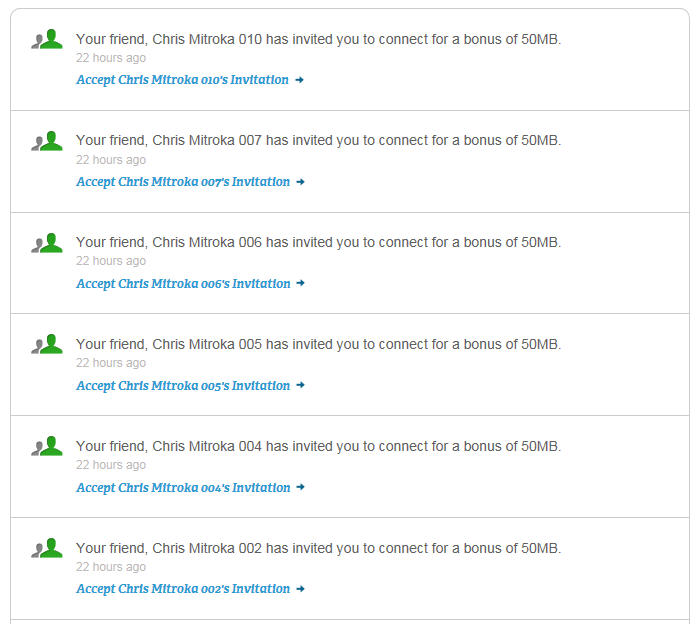 Your friend, Chris Mitroka 010 has invited you to connect for a bonus of 50MB.
22 hours ago
Accept Chris Mitroka 010's Invitation →
Your friend, Chris Mitroka 007 has invited you to connect for a bonus of 50MB.
22 hours ago
Accept Chris Mitroka 007's Invitation →
Your friend, Chris Mitroka 006 has invited you to connect for a bonus of 50MB.
22 hours ago
Accept Chris Mitroka 006's Invitation →
Your friend, Chris Mitroka 005 has invited you to connect for a bonus of 50MB.
22 hours ago
Accept Chris Mitroka 005's Invitation →
Your friend, Chris Mitroka 004 has invited you to connect for a bonus of 50MB.
22 hours ago
Accept Chris Mitroka 004's Invitation →
Your friend, Chris Mitroka 002 has invited you to connect for a bonus of 50MB.
22 hours ago
Accept Chris Mitroka 002's Invitation →